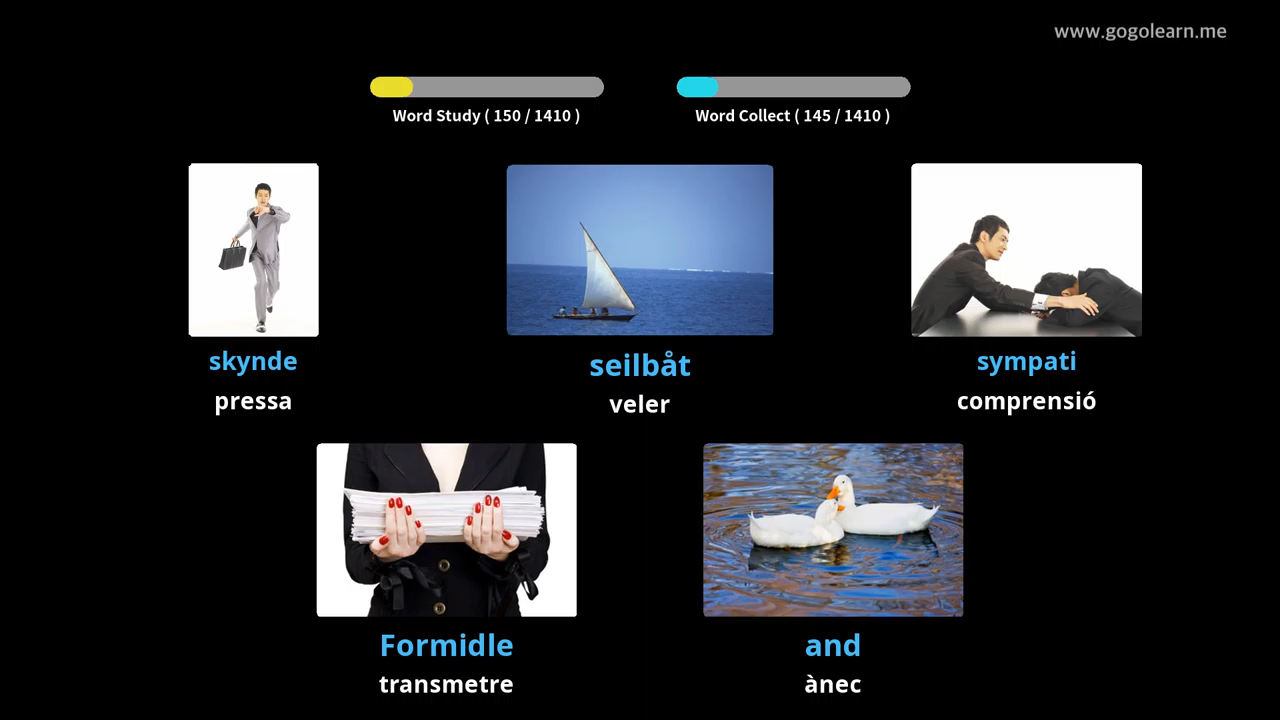 www.gogolearn.me
Word Study ( 150 / 1410 )
Word Collect ( 145 / 1410 )
skynde
pressa
seilbåt
veler
sympati
comprensió
Formidle
transmetre
and
ànec